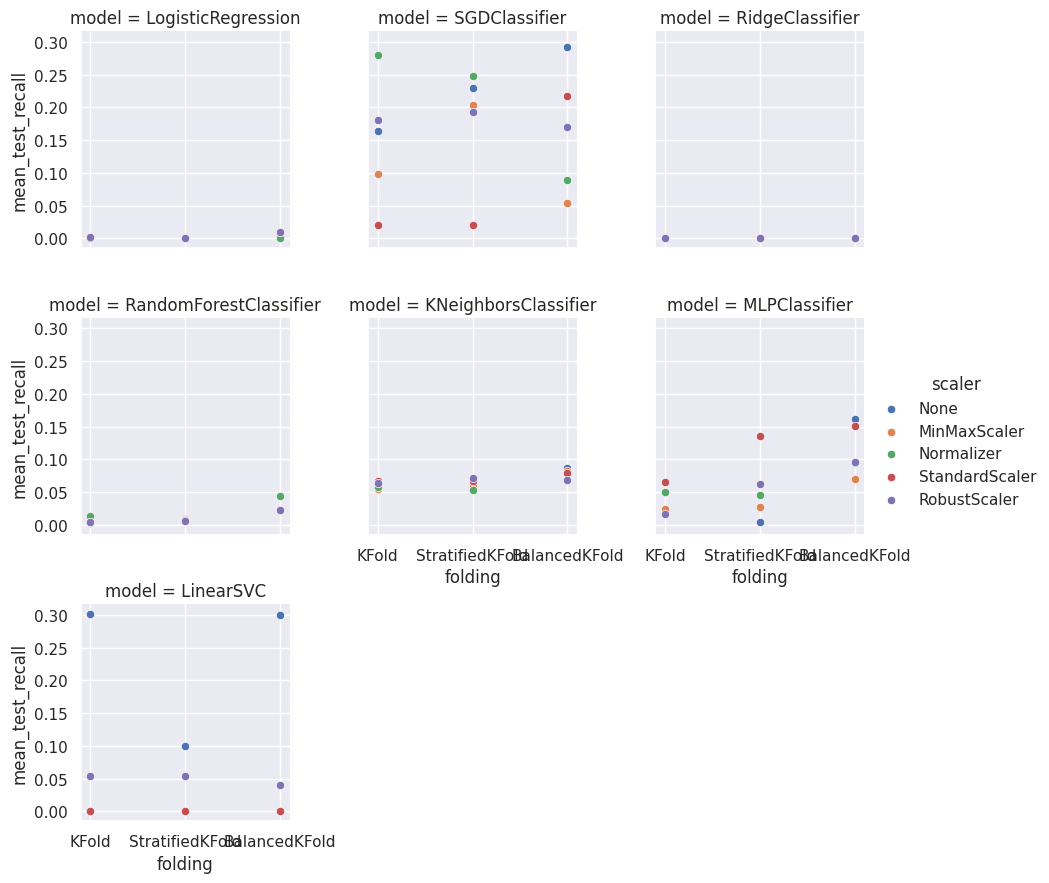 model = LogisticRegression
model = SGDClassifier
model = RidgeClassifier
0.30
0.25
0.20
0.15
0.10
0.05
0.00
mean_test_recall
model = RandomForestClassifier
model = KNeighborsClassifier
model = MLPClassifier
0.30
0.25
0.20
0.15
0.10
0.05
0.00
mean_test_recall
KFold
StratifiedKFold
BalancedKFold
folding
KFold
StratifiedKFold
BalancedKFold
folding
scaler
None
MinMaxScaler
Normalizer
StandardScaler
RobustScaler
model = LinearSVC
0.30
0.25
0.20
0.15
0.10
0.05
0.00
mean_test_recall
KFold
StratifiedKFold
BalancedKFold
folding